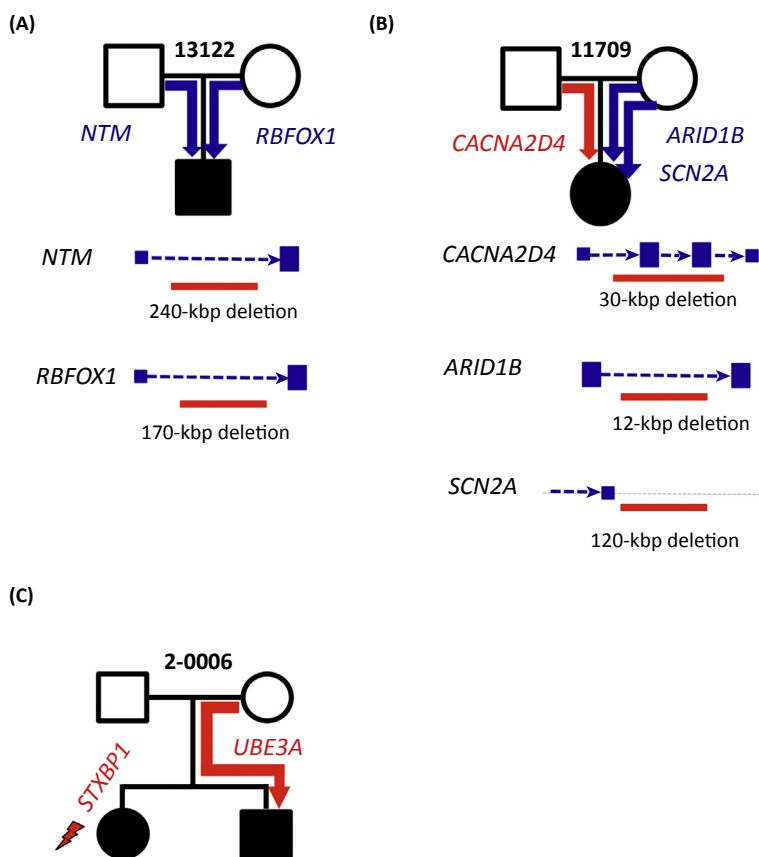 (A)
13122
NTM
RBFOX1
NTM
240-kbp deletion
RBFOX1
170-kbp deletion
(B)
11709
CACNA2D4
ARID1B
SCN2A
CACNA2D4
30-kbp deletion
ARID1B
12-kbp deletion
SCN2A
120-kbp deletion
(C)
2-0006
STXBP1
UBE3A